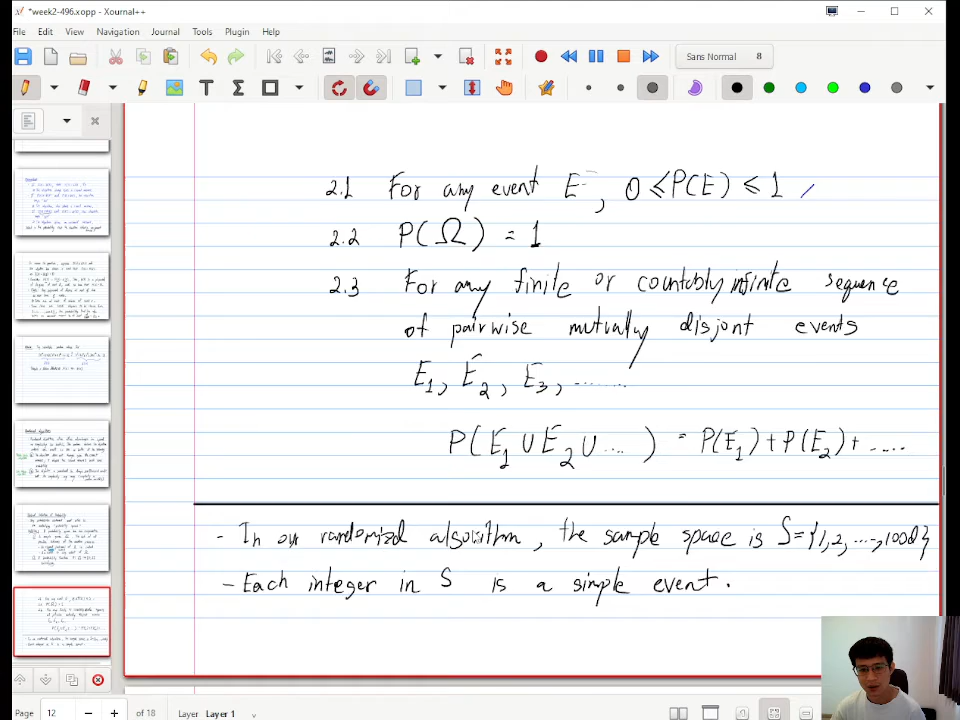 *week2-496.xopp - Xournal++
File Edit View Navigation Journal Tools Plugin Help
Sans Normal 8
2.1 For any event E, 0 ≤ P(E) ≤ 1
2.2 P(Ω) = 1
2.3 For any finite or countably infinite sequence
of pairwise mutually disjont events
E₁, E₂, E₃, ........
P(E₁ ∪ E₂ ∪ ....) = P(E₁) + P(E₂) + .....
- In our randomized algorithm, the sample space is S = {1, 2, ...., 100d}
- Each integer in S is a simple event.
Page 12 of 18 Layer Layer 1